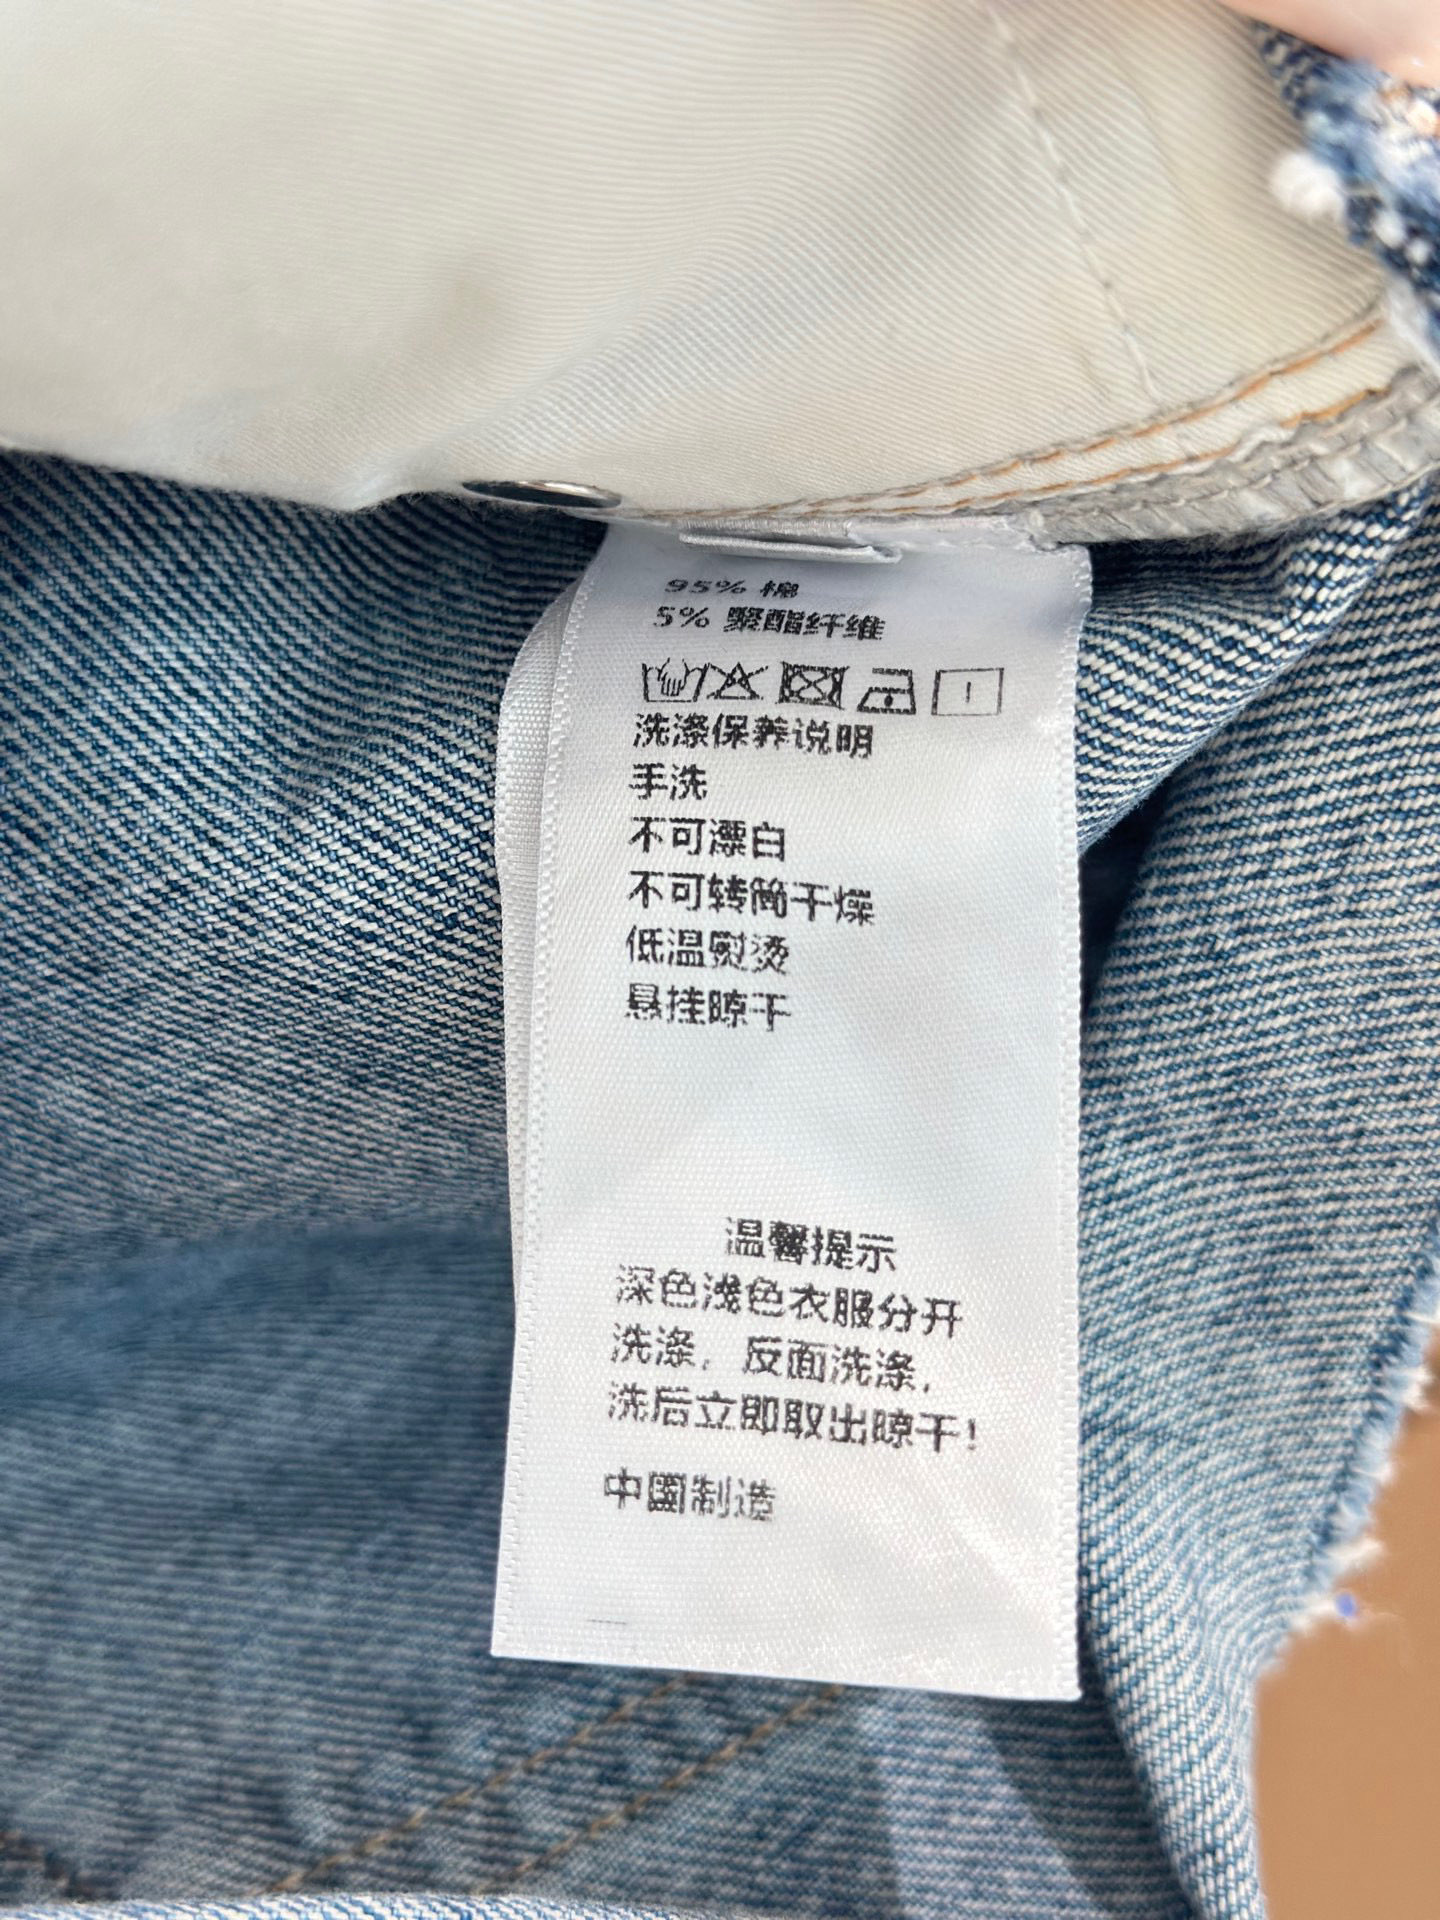 95% 棉
5% 聚酯纤维
洗涤保养说明
手洗
不可漂白
不可转筒干燥
低温熨烫
悬挂晾干
温馨提示
深色浅色衣服分开
洗涤，反面洗涤，
洗后立即取出晾干！
中國制造